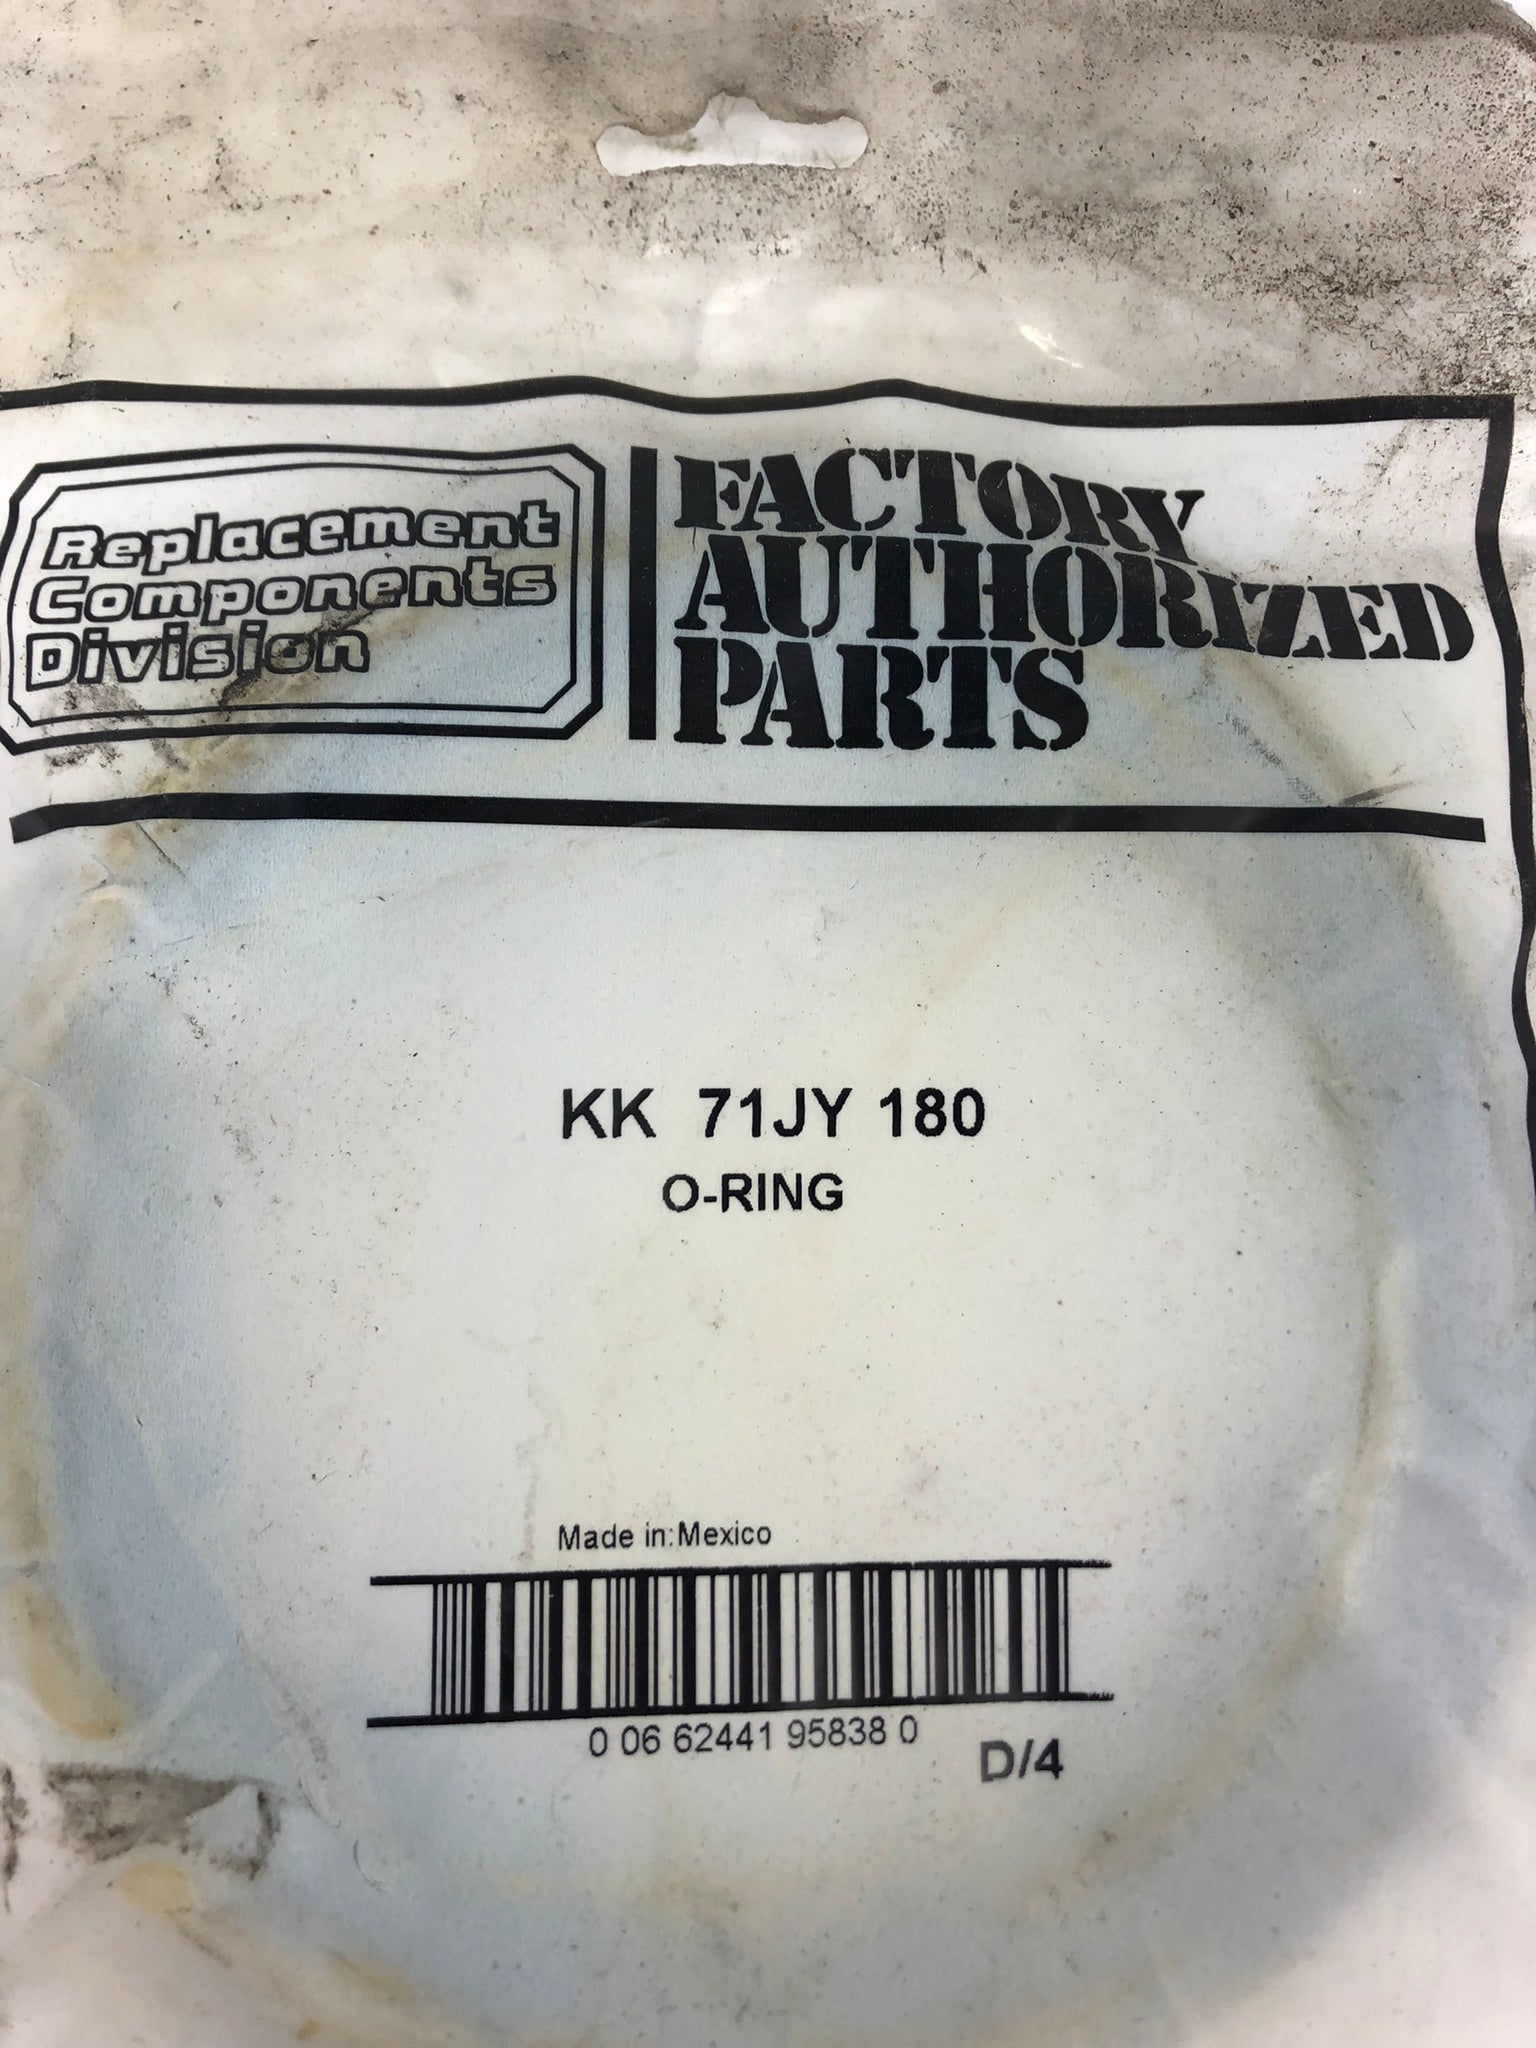 Replacement
Components
Division
FACTORY
AUTHORIZED
PARTS
KK 71JY 180
O-RING
Made in:Mexico
0 06 62441 95838 0
D/4